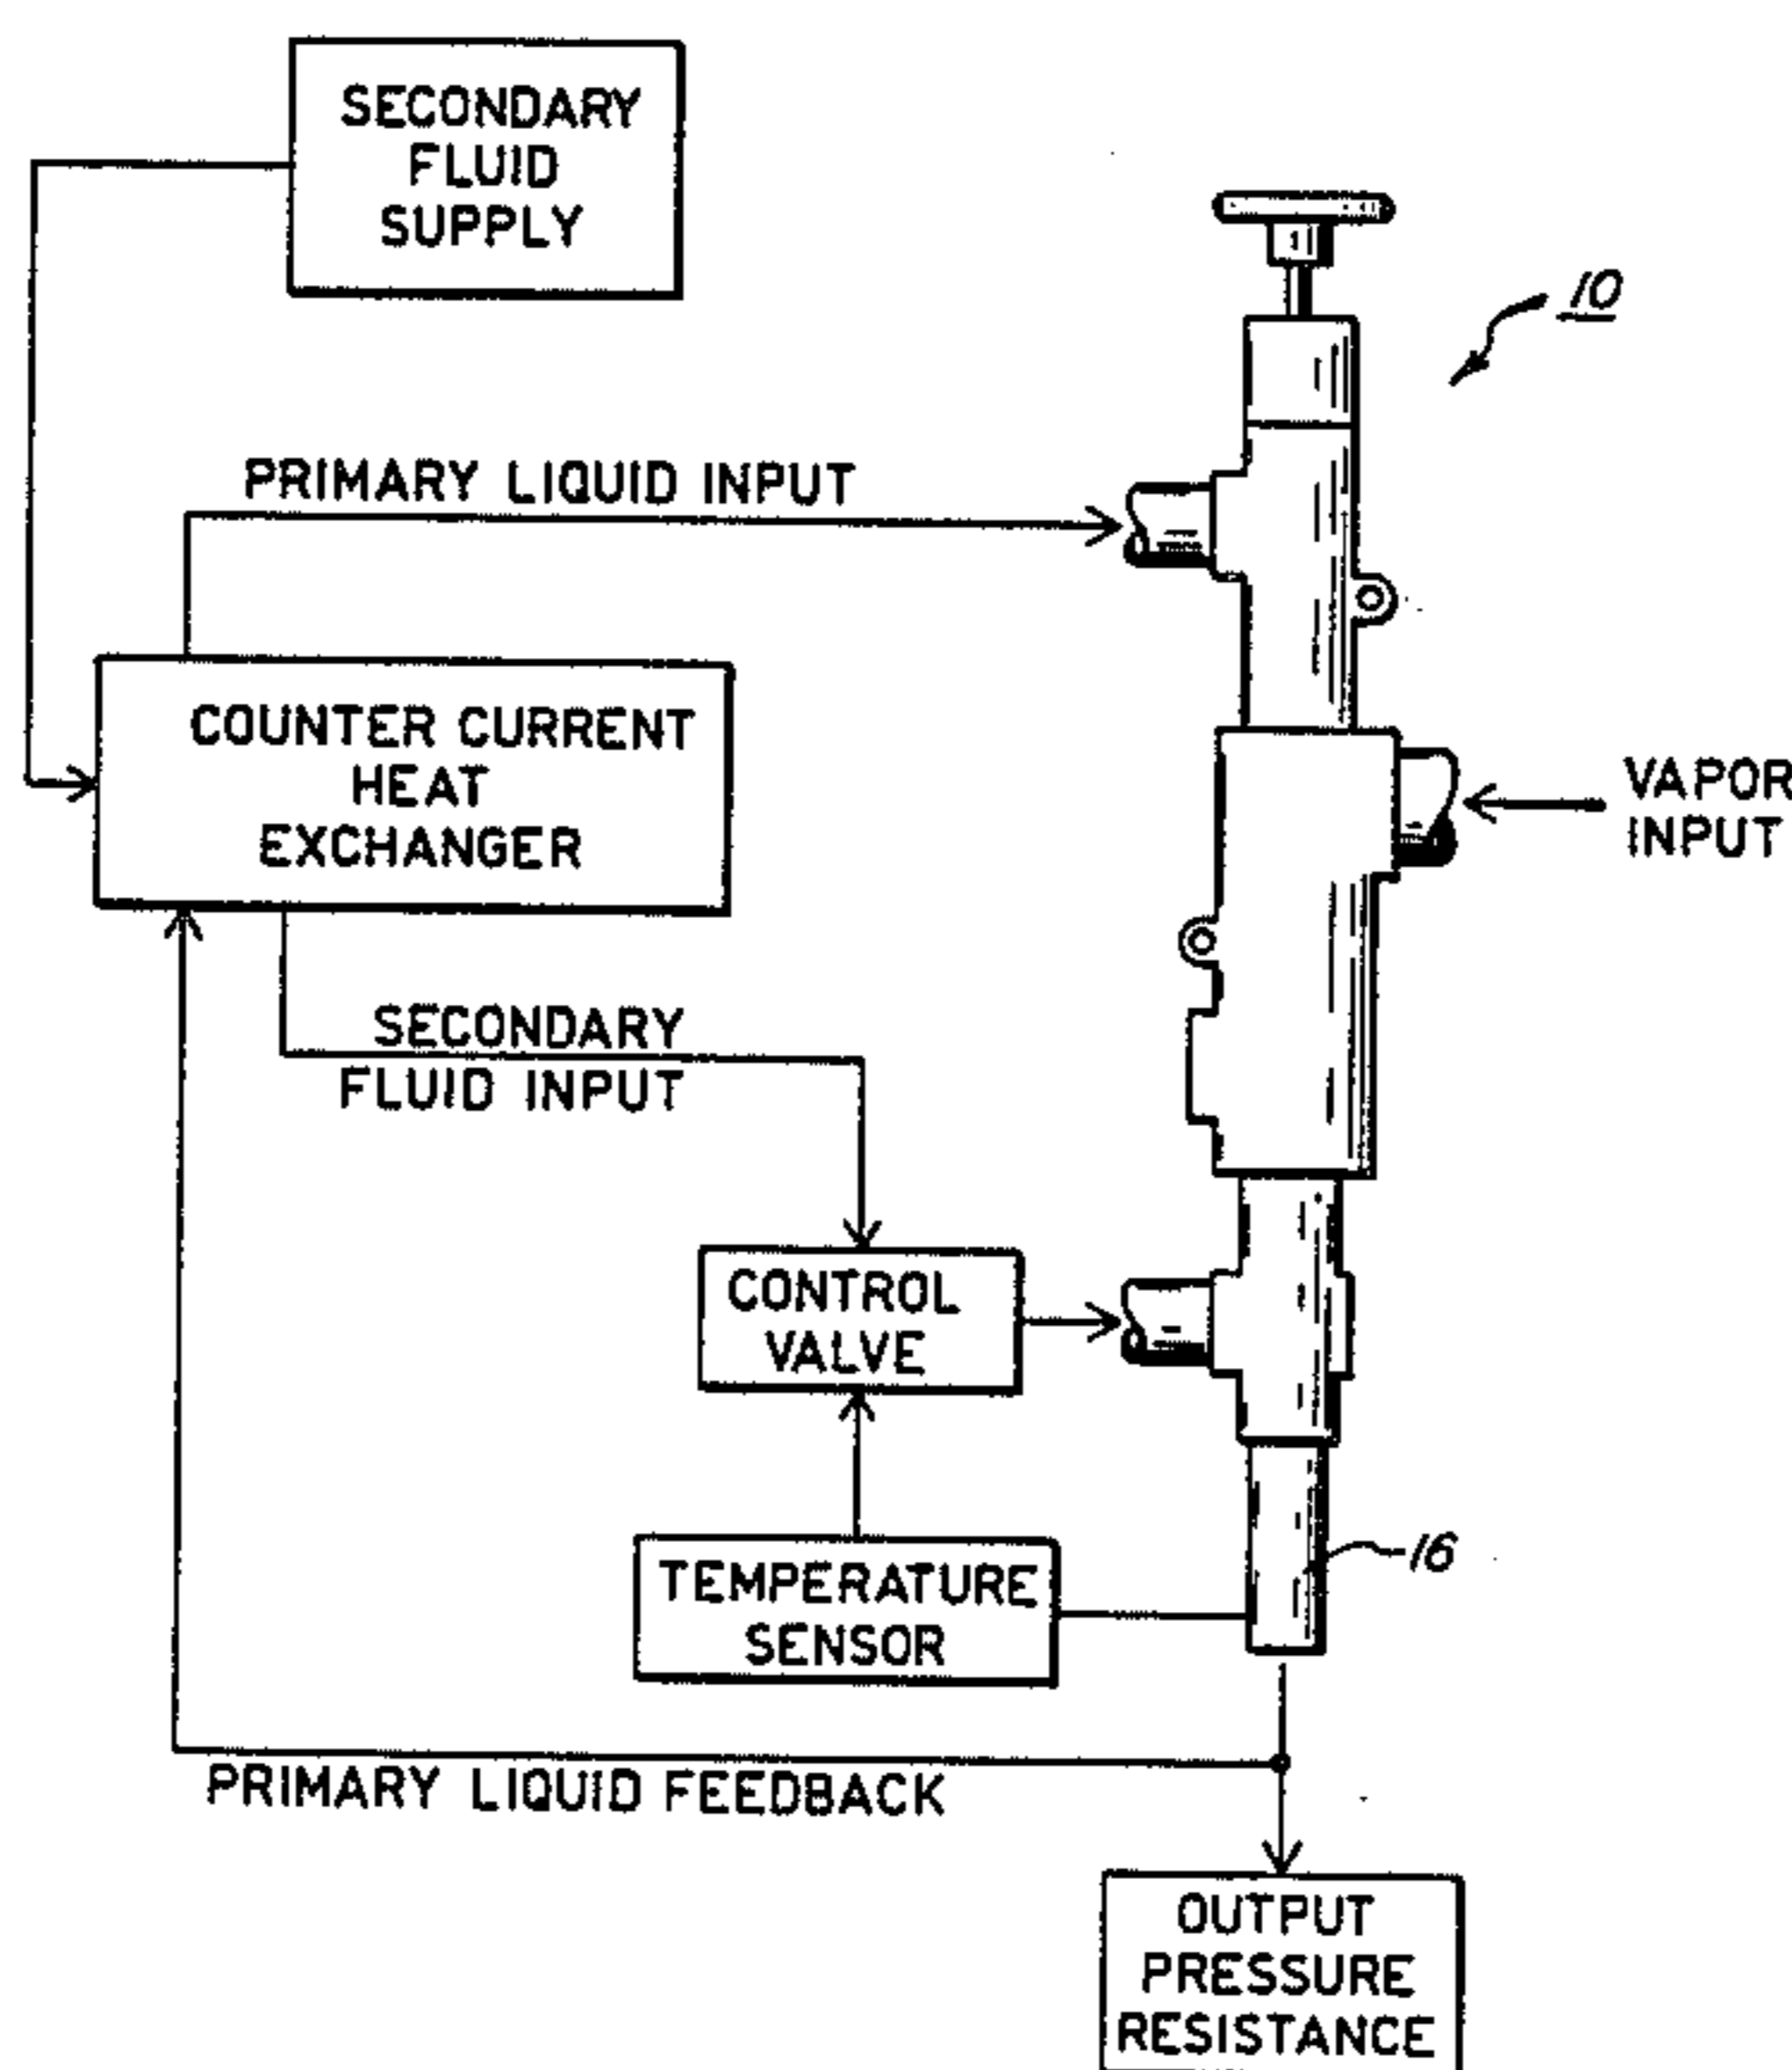 SECONDARY
FLUID
SUPPLY
10
PRIMARY LIQUID INPUT
COUNTER CURRENT
HEAT
EXCHANGER
VAPOR
INPUT
SECONDARY
FLUID INPUT
CONTROL
VALVE
TEMPERATURE
SENSOR
16
PRIMARY LIQUID FEEDBACK
OUTPUT
PRESSURE
RESISTANCE